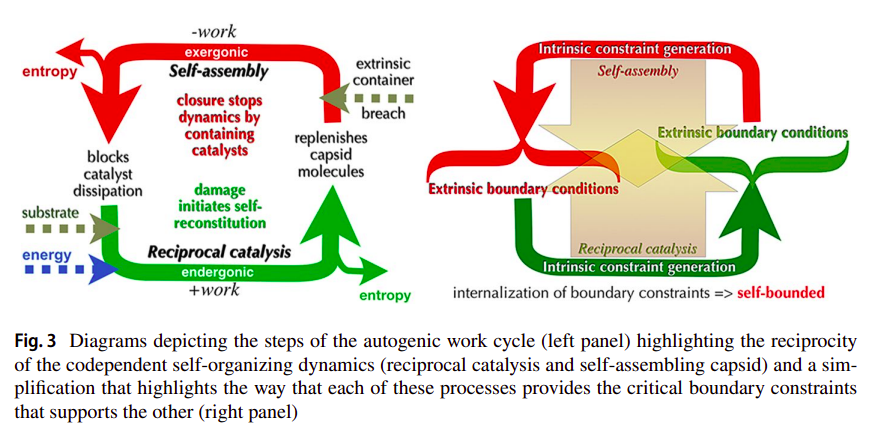 -work
exergonic
entropy
Self-assembly
closure stops
dynamics by
containing
catalysts
extrinsic
container
breach
blocks
catalyst
dissipation
replenishes
capsid
molecules
damage
initiates self-
reconstitution
substrate
energy
Reciprocal catalysis
endergonic
+work
entropy
Intrinsic constraint generation
Self-assembly
Extrinsic boundary conditions
Extrinsic boundary conditions
Reciprocal catalysis
Intrinsic constraint generation
internalization of boundary constraints => self-bounded
Fig. 3 Diagrams depicting the steps of the autogenic work cycle (left panel) highlighting the reciprocity
of the codependent self-organizing dynamics (reciprocal catalysis and self-assembling capsid) and a sim-
plification that highlights the way that each of these processes provides the critical boundary constraints
that supports the other (right panel)